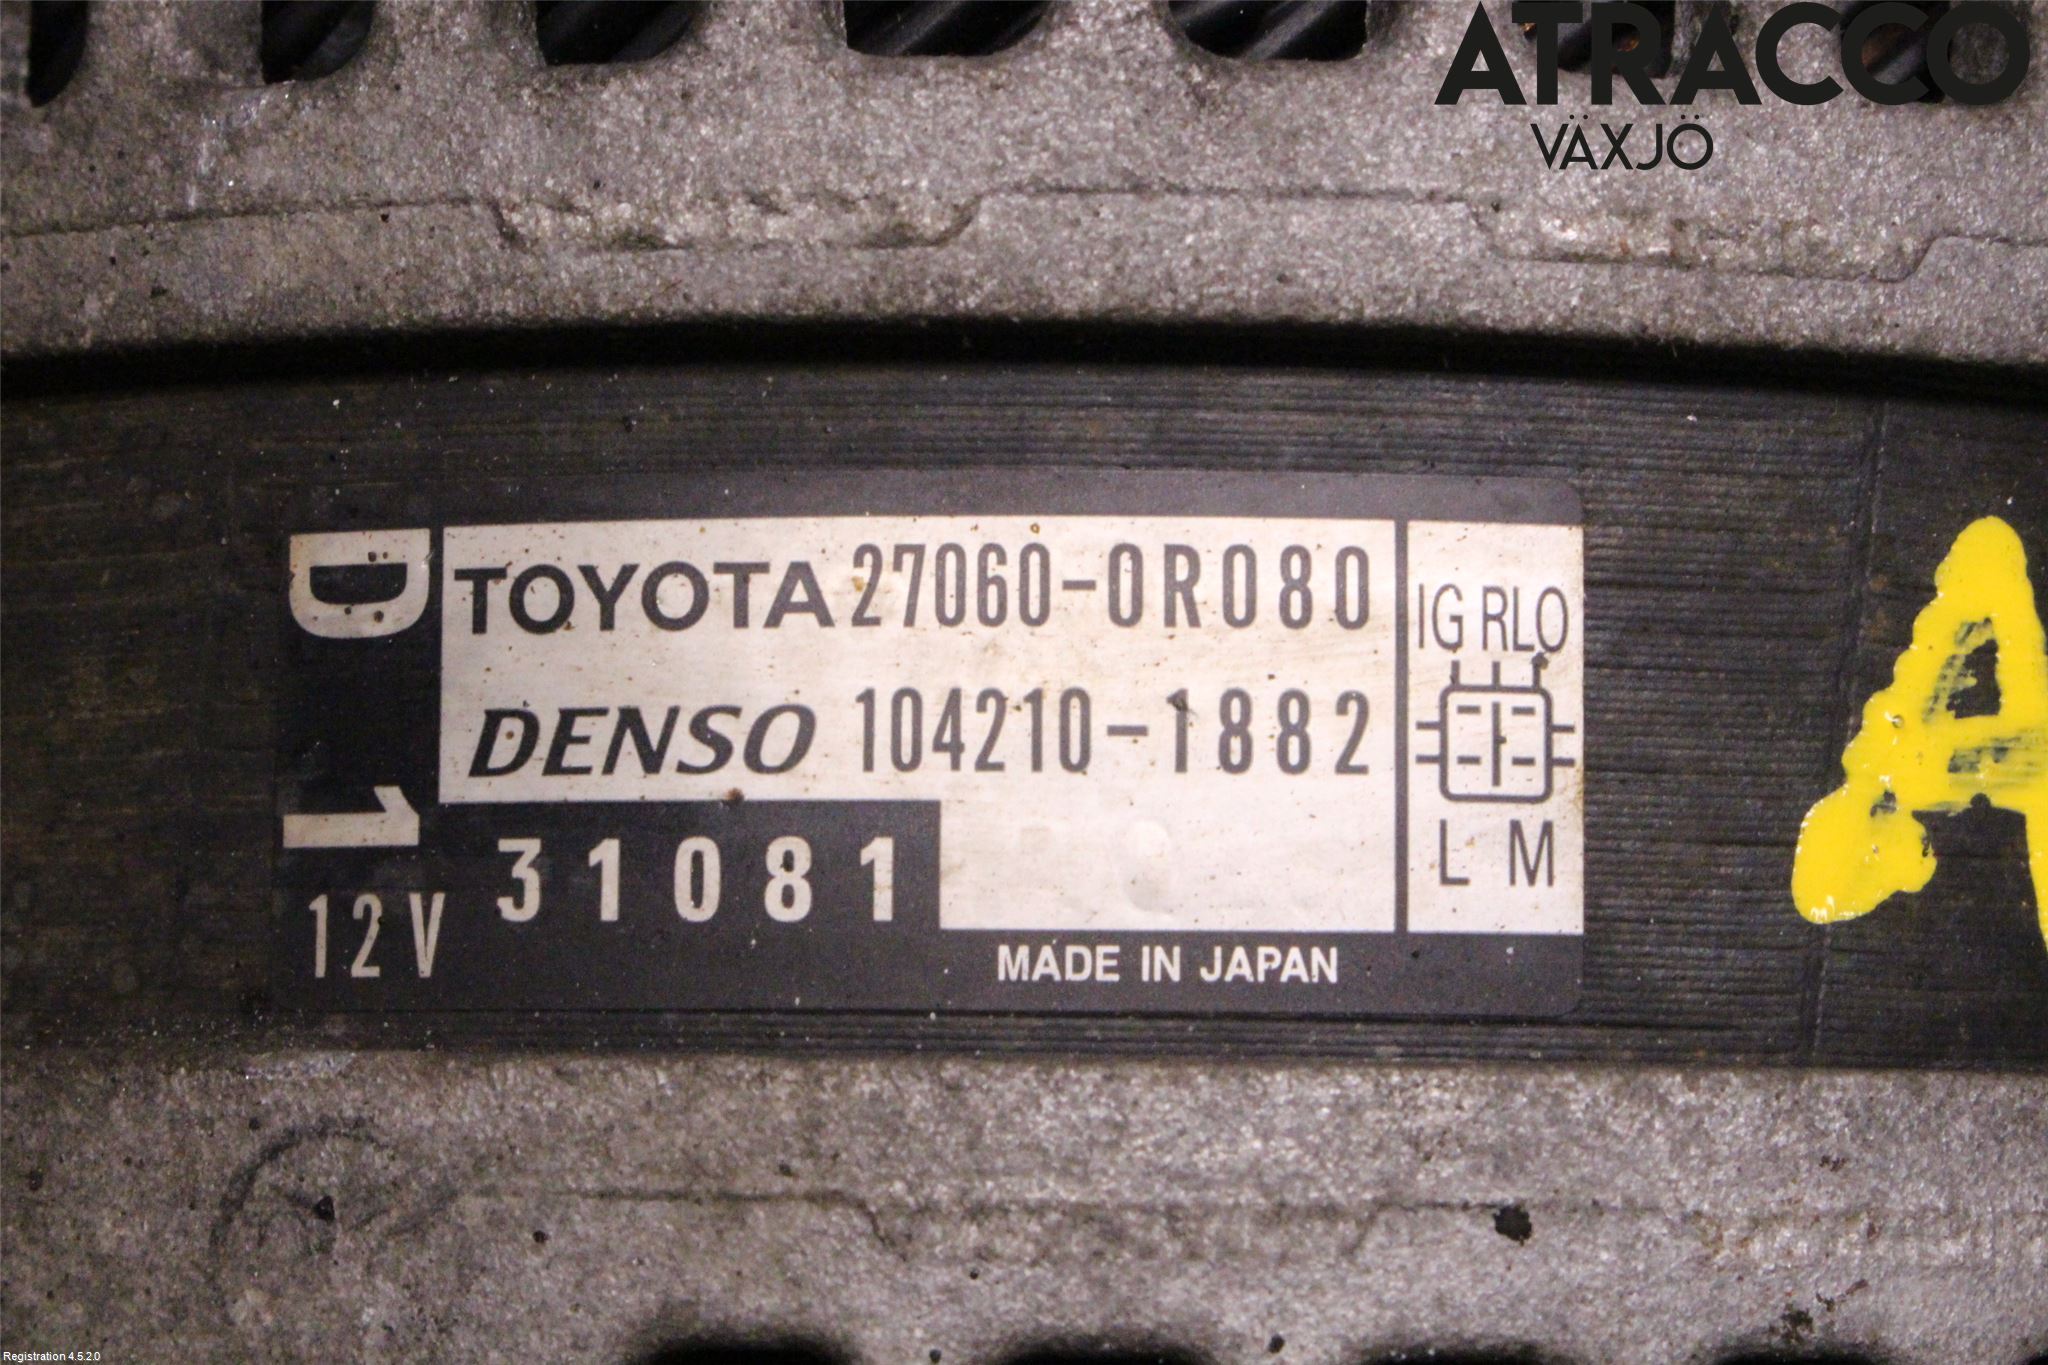 ATRACCO
VÄXJÖ
D1
TOYOTA 27060-0R080
DENSO 104210-1882
31081
12V
MADE IN JAPAN
IG RLO
L M
A
Registration 4.5.2.0